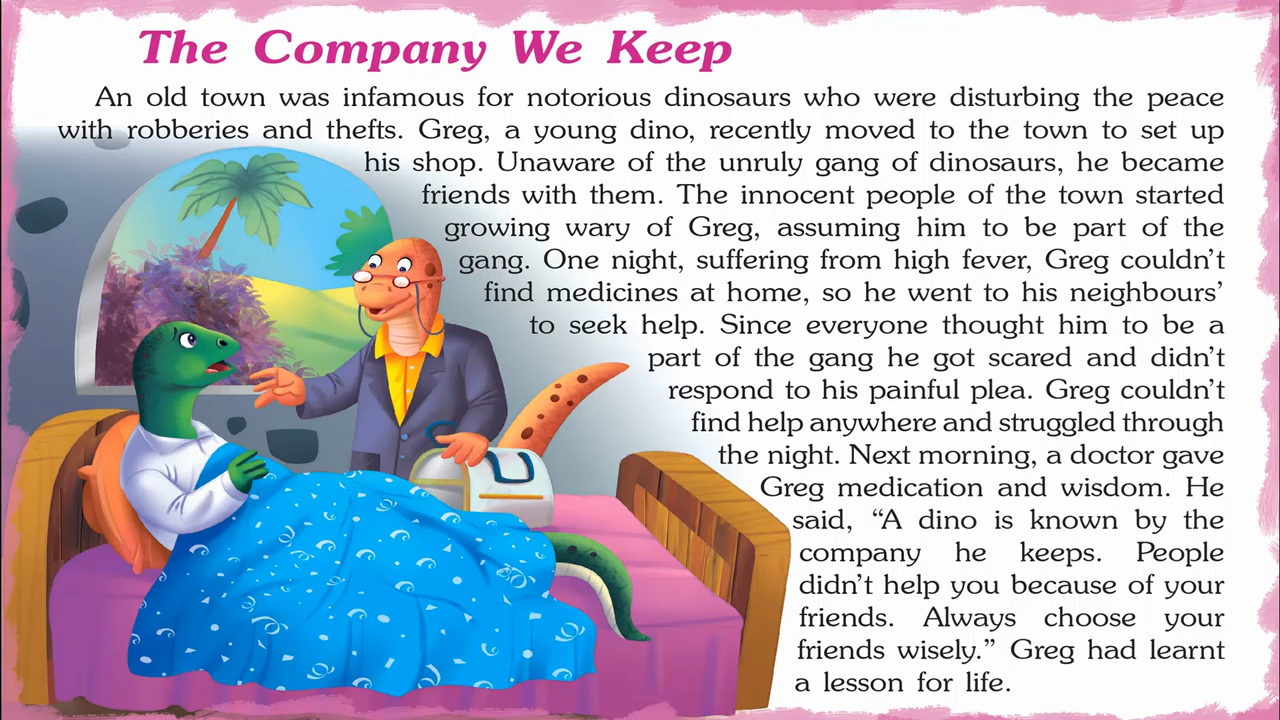 The Company We Keep
An old town was infamous for notorious dinosaurs who were disturbing the peace
with robberies and thefts. Greg, a young dino, recently moved to the town to set up
his shop. Unaware of the unruly gang of dinosaurs, he became
friends with them. The innocent people of the town started
growing wary of Greg, assuming him to be part of the
gang. One night, suffering from high fever, Greg couldn’t
find medicines at home, so he went to his neighbours’
to seek help. Since everyone thought him to be a
part of the gang he got scared and didn’t
respond to his painful plea. Greg couldn’t
find help anywhere and struggled through
the night. Next morning, a doctor gave
Greg medication and wisdom. He
said, “A dino is known by the
company he keeps. People
didn’t help you because of your
friends. Always choose your
friends wisely.” Greg had learnt
a lesson for life.